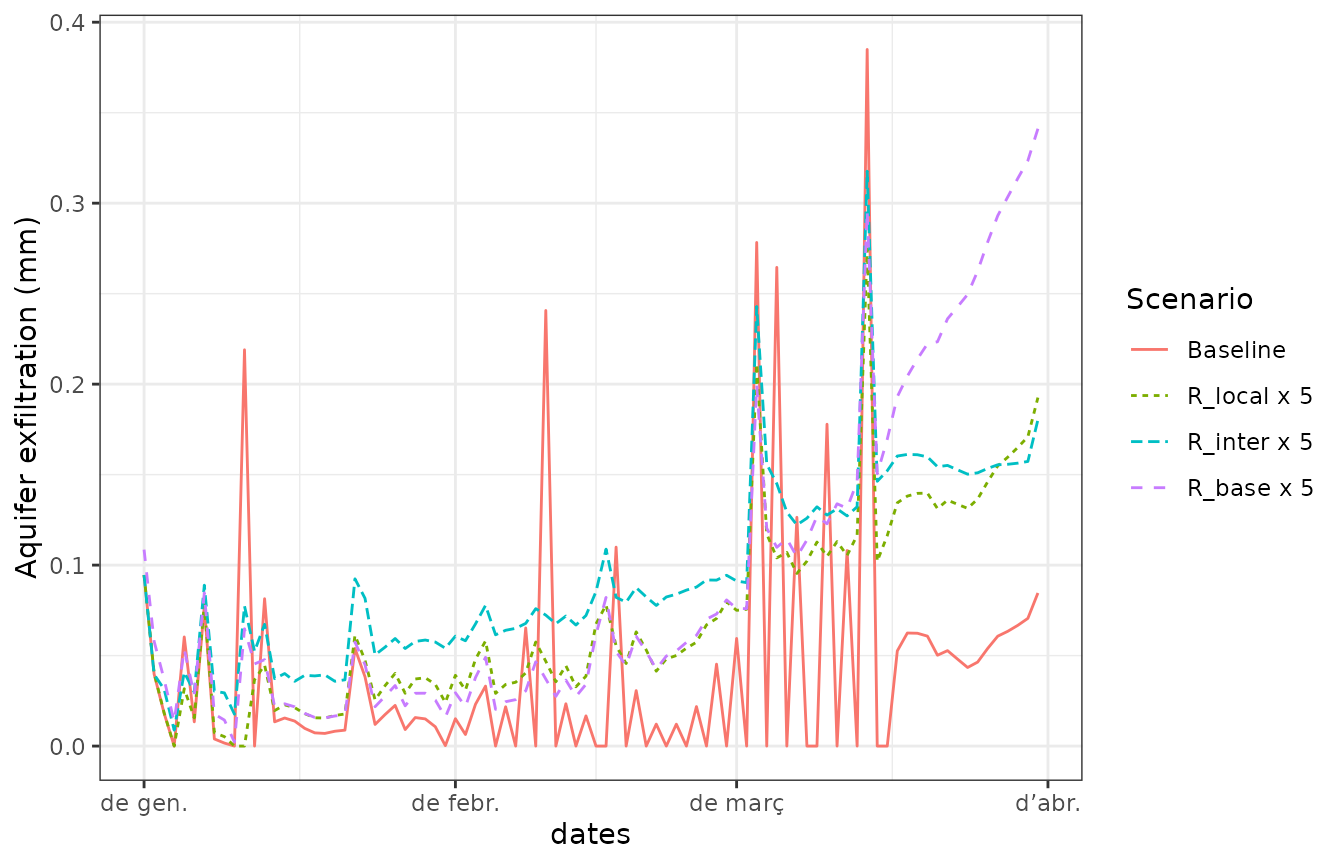 0.4
0.3
0.2
0.1
0.0
Aquifer exfiltration (mm)
de gen.
de febr.
de març
d’abr.
dates
Scenario
Baseline
R_local x 5
R_inter x 5
R_base x 5